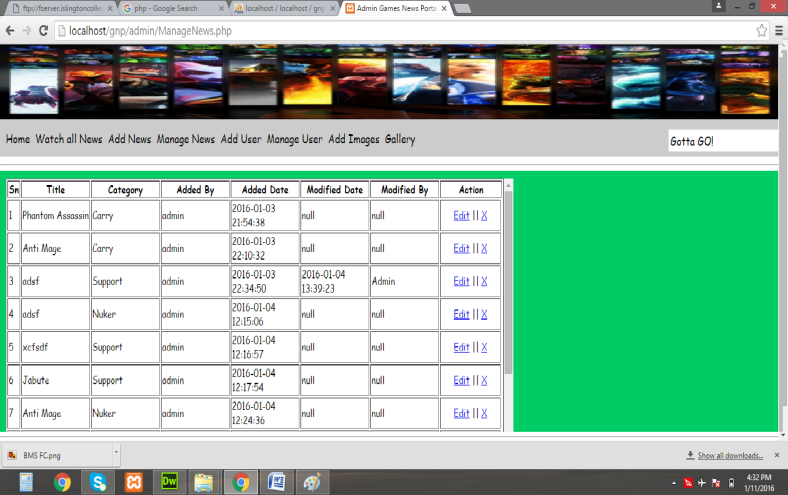 ftp://fserver.islingtoncolle
php - Google Search
localhost / localhost / gnp
Admin Games News Porta
localhost/gnp/admin/ManageNews.php
Home Watch all News Add News Manage News Add User Manage User Add Images Gallery
Gotta GO!
Sn Title Category Added By Added Date Modified Date Modified By Action
1 Phantom Assassin Carry admin 2016-01-03 21:54:38 null null Edit || X
2 Anti Mage Carry admin 2016-01-03 22:10:32 null null Edit || X
3 adsf Support admin 2016-01-03 22:34:50 2016-01-04 13:39:23 Admin Edit || X
4 adsf Nuker admin 2016-01-04 12:15:06 null null Edit || X
5 xcfsdf Support admin 2016-01-04 12:16:57 null null Edit || X
6 Jabute Support admin 2016-01-04 12:17:54 null null Edit || X
7 Anti Mage Nuker admin 2016-01-04 12:24:36 null null Edit || X
BMS FC.png
Show all downloads...
Dw
4:32 PM
1/11/2016